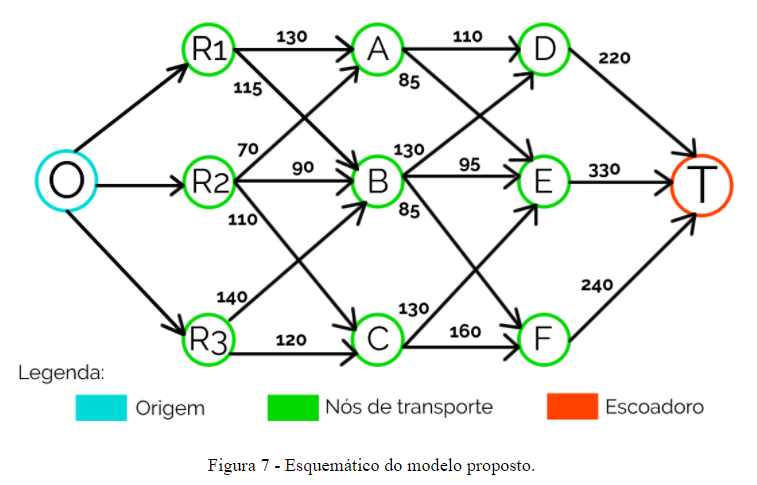 130
110
R1
A
D
220
115
85
70
130
O
R2
90
B
95
E
330
T
110
85
140
130
240
R3
120
C
160
F
Legenda:
Origem
Nós de transporte
Escoadoro
Figura 7 - Esquemático do modelo proposto.